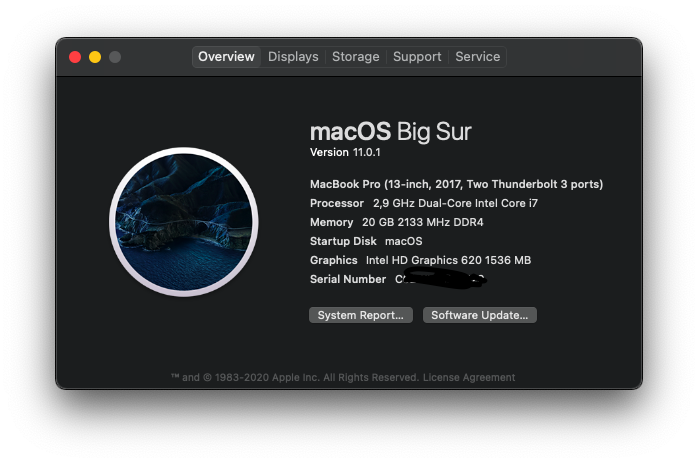 Overview Displays Storage Support Service
macOS Big Sur
Version 11.0.1
MacBook Pro (13-inch, 2017, Two Thunderbolt 3 ports)
Processor 2,9 GHz Dual-Core Intel Core i7
Memory 20 GB 2133 MHz DDR4
Startup Disk macOS
Graphics Intel HD Graphics 620 1536 MB
Serial Number
System Report... Software Update...
™ and © 1983-2020 Apple Inc. All Rights Reserved. License Agreement